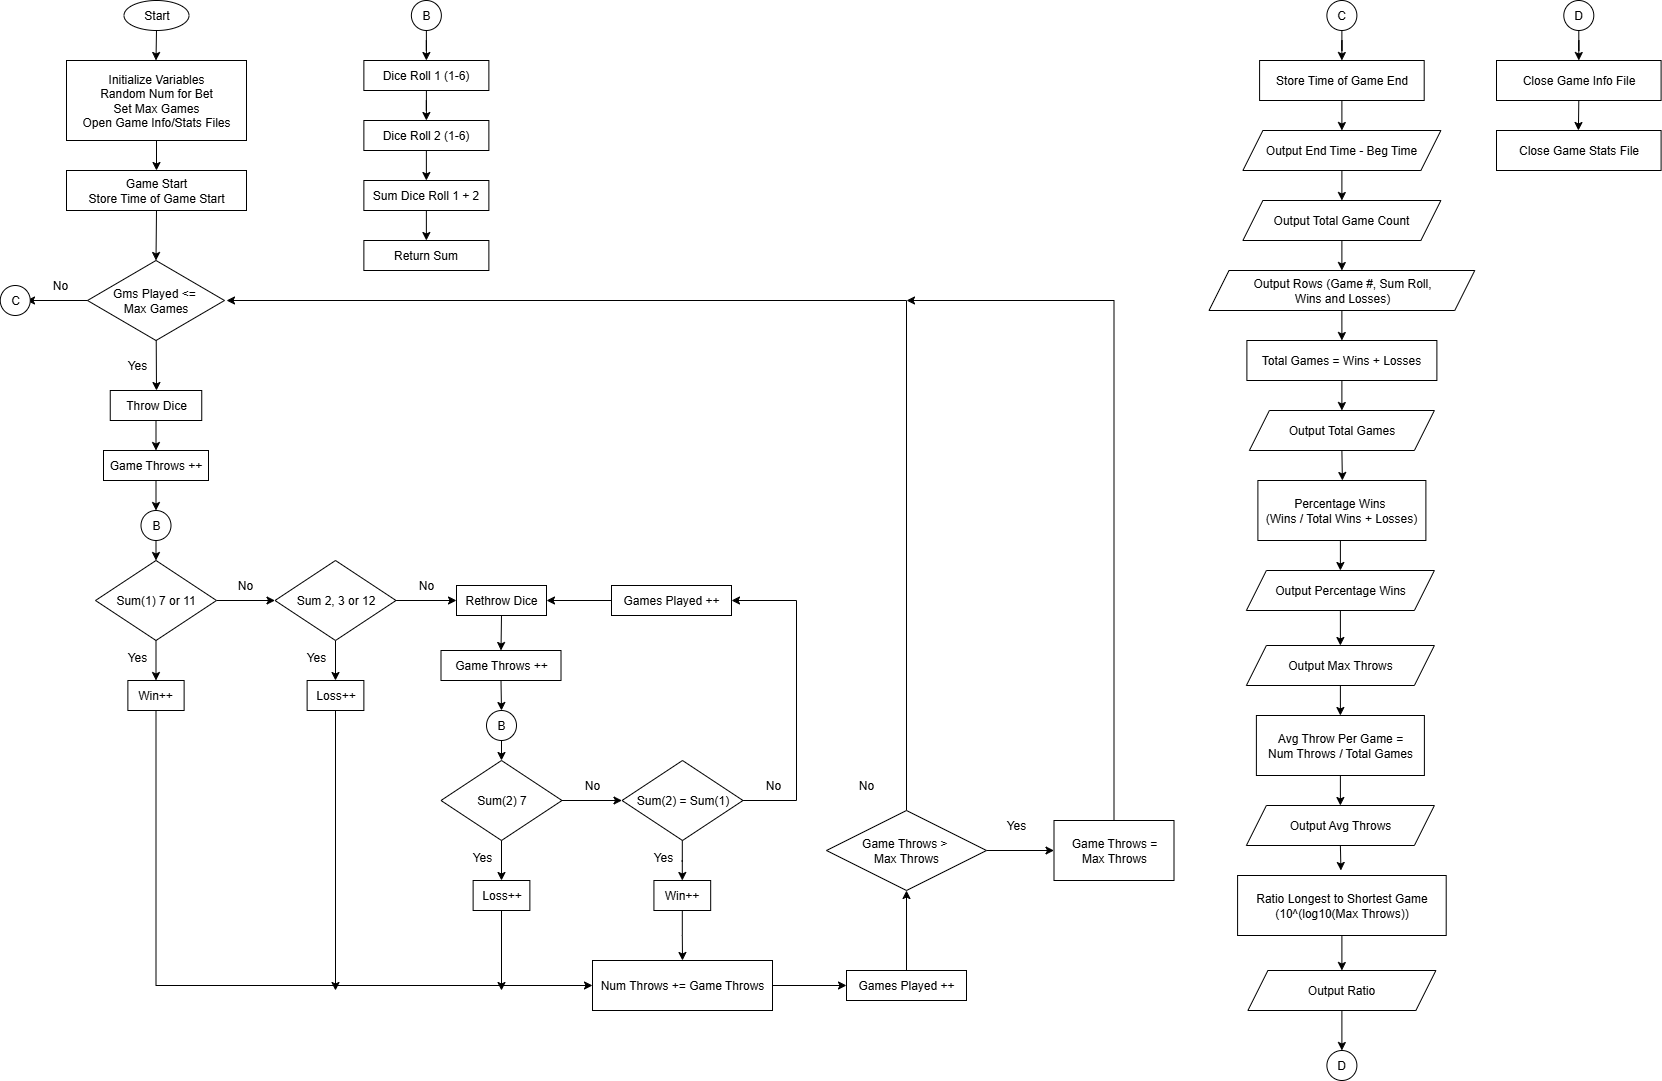 Start
Initialize Variables
Random Num for Bet
Set Max Games
Open Game Info/Stats Files
Game Start
Store Time of Game Start
Gms Played <=
Max Games
No
C
Yes
Throw Dice
Game Throws ++
B
Sum(1) 7 or 11
No
Sum 2, 3 or 12
No
Rethrow Dice
Games Played ++
Yes
Win++
Yes
Loss++
Game Throws ++
B
Sum(2) 7
No
Sum(2) = Sum(1)
No
Yes
Loss++
Yes
Win++
Num Throws += Game Throws
Games Played ++
Game Throws >
Max Throws
No
Yes
Game Throws =
Max Throws
B
Dice Roll 1 (1-6)
Dice Roll 2 (1-6)
Sum Dice Roll 1 + 2
Return Sum
C
Store Time of Game End
Output End Time - Beg Time
Output Total Game Count
Output Rows (Game #, Sum Roll,
Wins and Losses)
Total Games = Wins + Losses
Output Total Games
Percentage Wins
(Wins / Total Wins + Losses)
Output Percentage Wins
Output Max Throws
Avg Throw Per Game =
Num Throws / Total Games
Output Avg Throws
Ratio Longest to Shortest Game
(10^(log10(Max Throws))
Output Ratio
D
D
Close Game Info File
Close Game Stats File